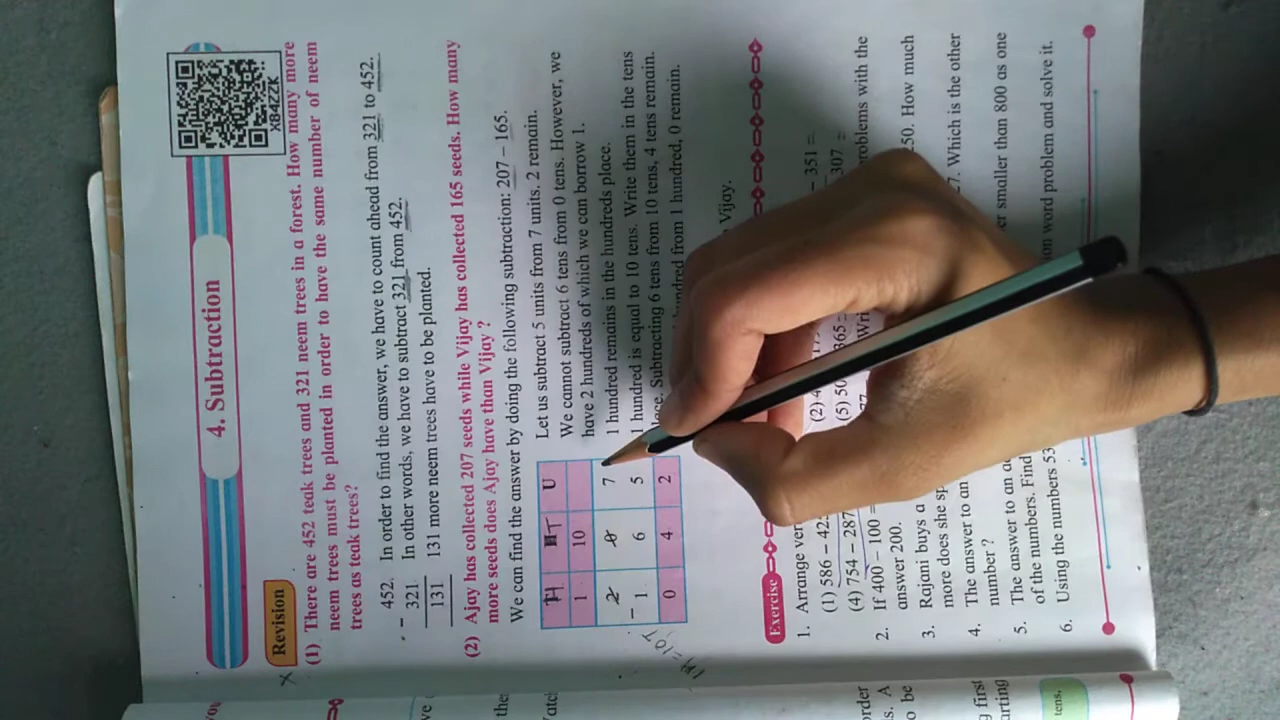 4. Subtraction
X84ZZK
Revision
(1) There are 452 teak trees and 321 neem trees in a forest. How many more
neem trees must be planted in order to have the same number of neem
trees as teak trees?
452. In order to find the answer, we have to count ahead from 321 to 452.
- 321 In other words, we have to subtract 321 from 452.
131 131 more neem trees have to be planted.
(2) Ajay has collected 207 seeds while Vijay has collected 165 seeds. How many
more seeds does Ajay have than Vijay ?
We can find the answer by doing the following subtraction: 207 – 165.
H T U
1 10
2 0 7
– 1 6 5
0 4 2
1H = 10T
Let us subtract 5 units from 7 units. 2 remain.
We cannot subtract 6 tens from 0 tens. However, we
have 2 hundreds of which we can borrow 1.
1 hundred remains in the hundreds place.
1 hundred is equal to 10 tens. Write them in the tens
Subtracting 6 tens from 10 tens, 4 tens remain.
from 1 hundred, 0 remain.
Vijay.
Exercise
1. Arrange
(1) 586 – 42 (2) – 351 =
(4) 754 – 287 (5) 307 =
2. If 400 – 100 = problems with the
answer 200.
3. Rajani buys a 50. How much
more does she
4. The answer to an 27. Which is the other
number ?
5. The answer to an smaller than 800 as one
of the numbers. Find
6. Using the numbers 53 word problem and solve it.
tens.